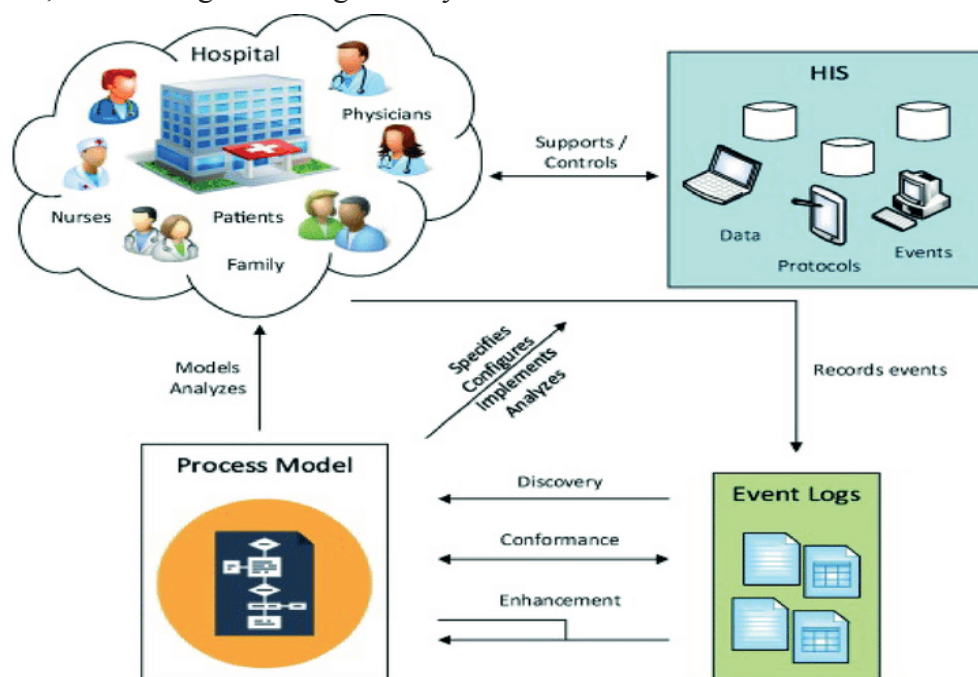 Hospital
Physicians
Nurses
Patients
Family
HIS
Data
Protocols
Events
Supports /
Controls
Models
Analyzes
Specifies
Configures
Implements
Analyzes
Records events
Process Model
Discovery
Conformance
Enhancement
Event Logs